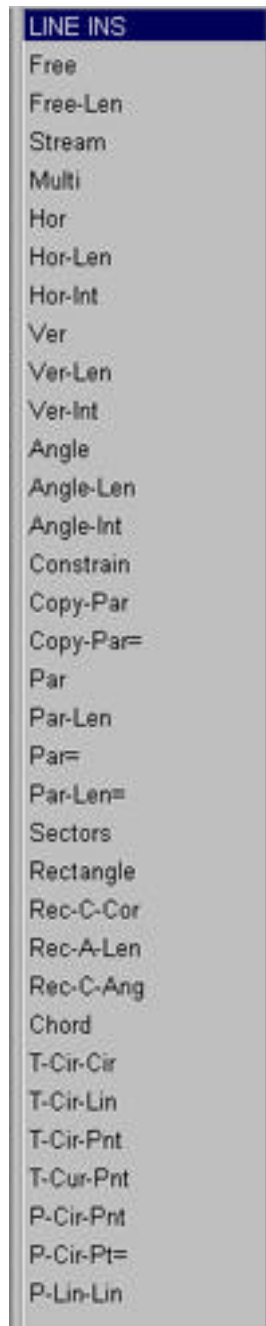 LINE INS
Free
Free-Len
Stream
Multi
Hor
Hor-Len
Hor-Int
Ver
Ver-Len
Ver-Int
Angle
Angle-Len
Angle-Int
Constrain
Copy-Par
Copy-Par=
Par
Par-Len
Par=
Par-Len=
Sectors
Rectangle
Rec-C-Cor
Rec-A-Len
Rec-C-Ang
Chord
T-Cir-Cir
T-Cir-Lin
T-Cir-Pnt
T-Cur-Pnt
P-Cir-Pnt
P-Cir-Pt=
P-Lin-Lin